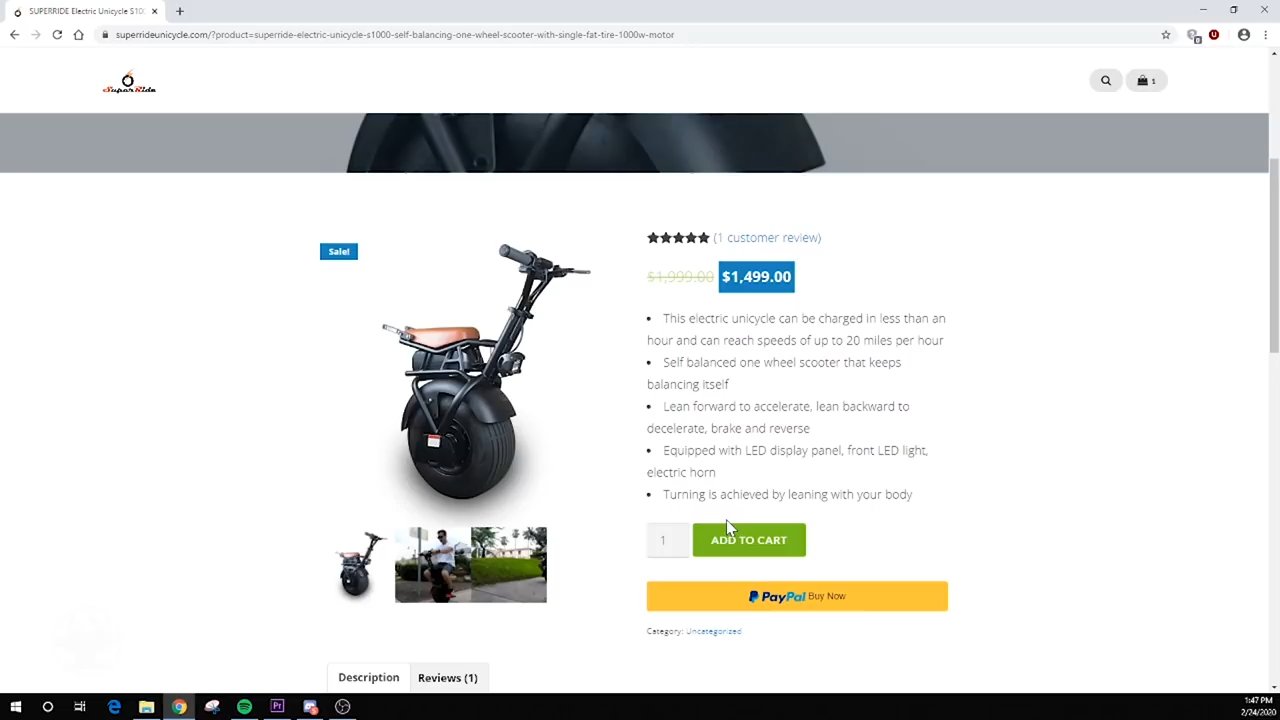 SUPERRIDE Electric Unicycle S100
superrideunicycle.com/?product=superride-electric-unicycle-s1000-self-balancing-one-wheel-scooter-with-single-fat-tire-1000w-motor
SuperRide
1
Sale!
(1 customer review)
$1,999.00 $1,499.00
• This electric unicycle can be charged in less than an
hour and can reach speeds of up to 20 miles per hour
• Self balanced one wheel scooter that keeps
balancing itself
• Lean forward to accelerate, lean backward to
decelerate, brake and reverse
• Equipped with LED display panel, front LED light,
electric horn
• Turning is achieved by leaning with your body
1 ADD TO CART
PayPal Buy Now
Category: Uncategorized
Description Reviews (1)
Pr
1:47 PM
2/24/2020